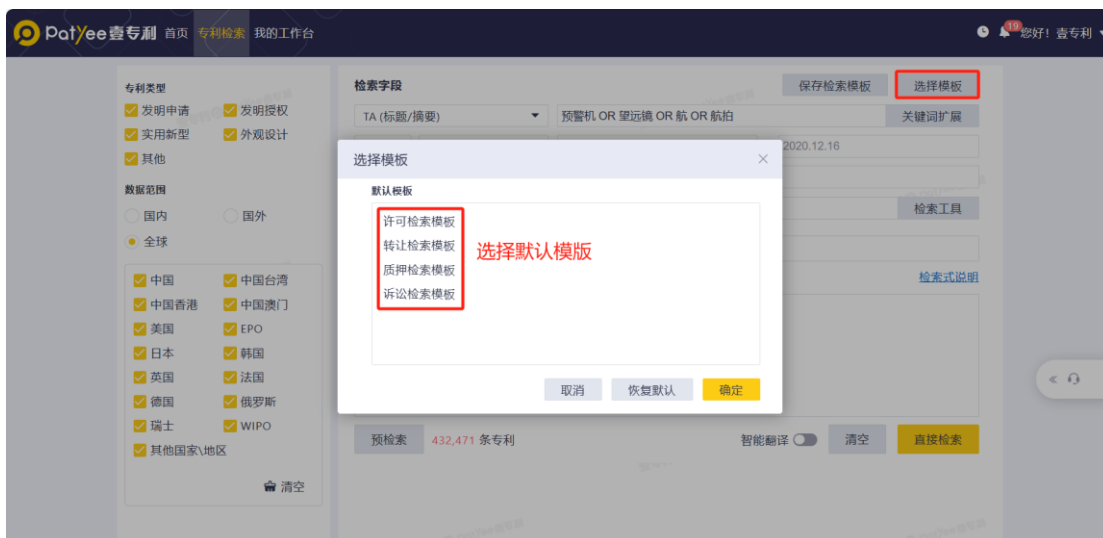 Patyee壹专利 首页 专利检索 我的工作台 19 您好！壹专利
专利类型
发明申请 发明授权
实用新型 外观设计
其他
数据范围
国内 国外
全球
中国 中国台湾
中国香港 中国澳门
美国 EPO
日本 韩国
英国 法国
德国 俄罗斯
瑞士 WIPO
其他国家\地区
清空
检索字段 保存检索模板 选择模板
TA (标题/摘要) 预警机 OR 望远镜 OR 航 OR 航拍 关键词扩展
2020.12.16
检索工具
检索式说明
选择模板
默认模板
许可检索模板
转让检索模板
质押检索模板
诉讼检索模板
选择默认模版
取消 恢复默认 确定
预检索 432,471 条专利 智能翻译 清空 直接检索